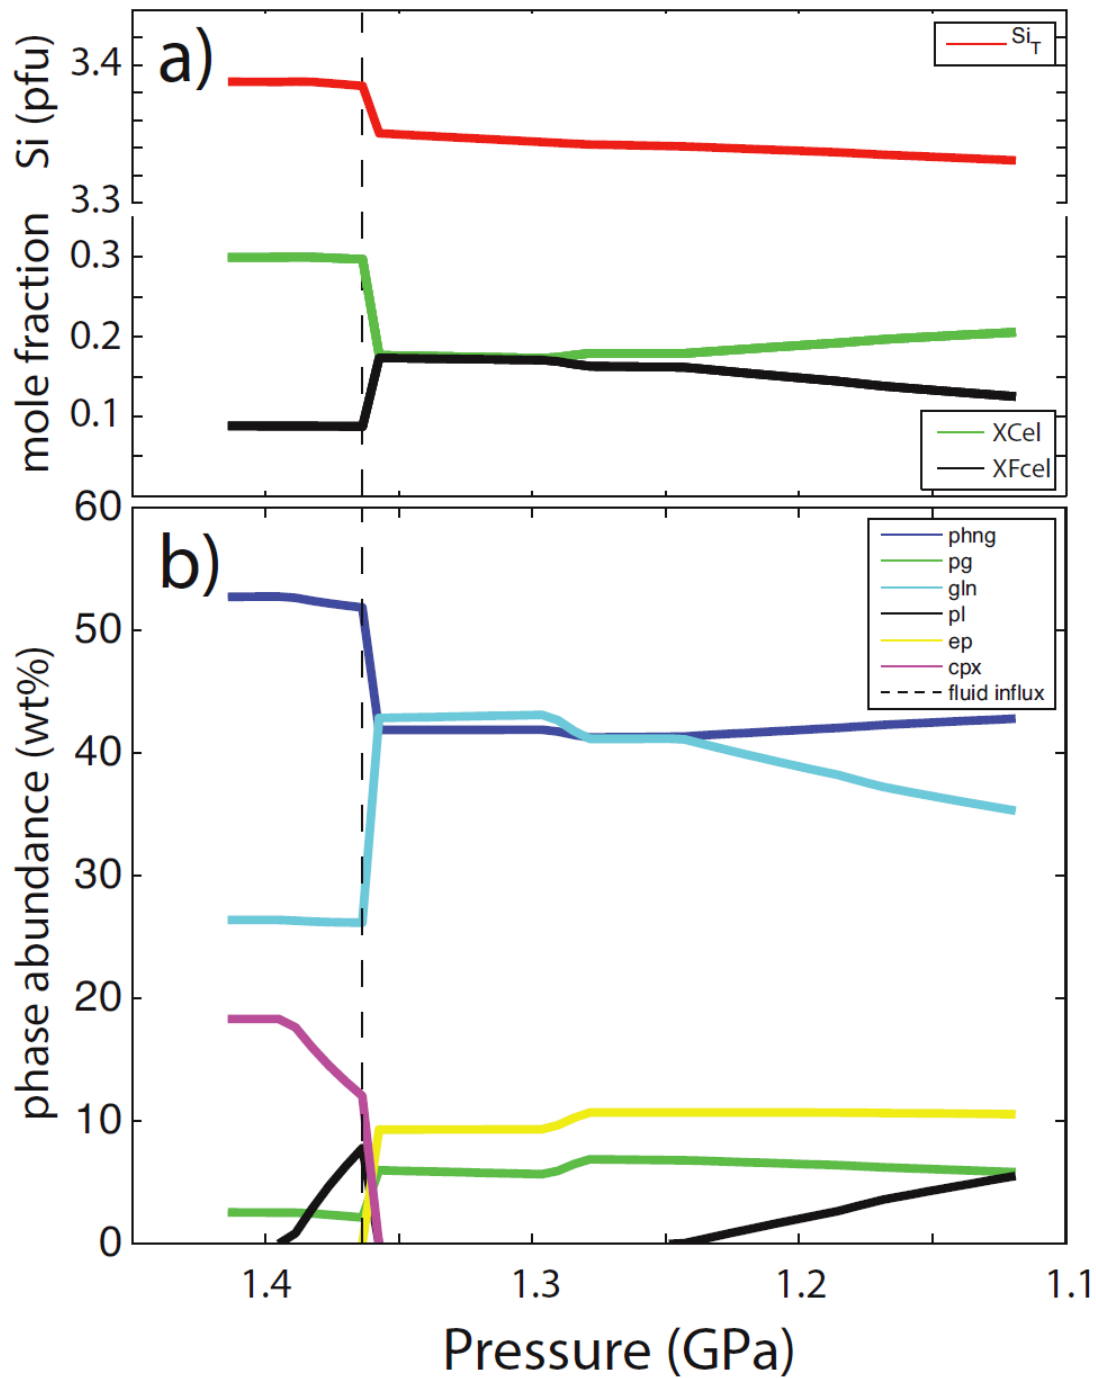 a)
Si_T
Si (pfu)
3.4
3.3
mole fraction
0.3
0.2
0.1
XCel
XFcel
b)
phng
pg
gln
pl
ep
cpx
fluid influx
phase abundance (wt%)
60
50
40
30
20
10
0
1.4 1.3 1.2 1.1
Pressure (GPa)